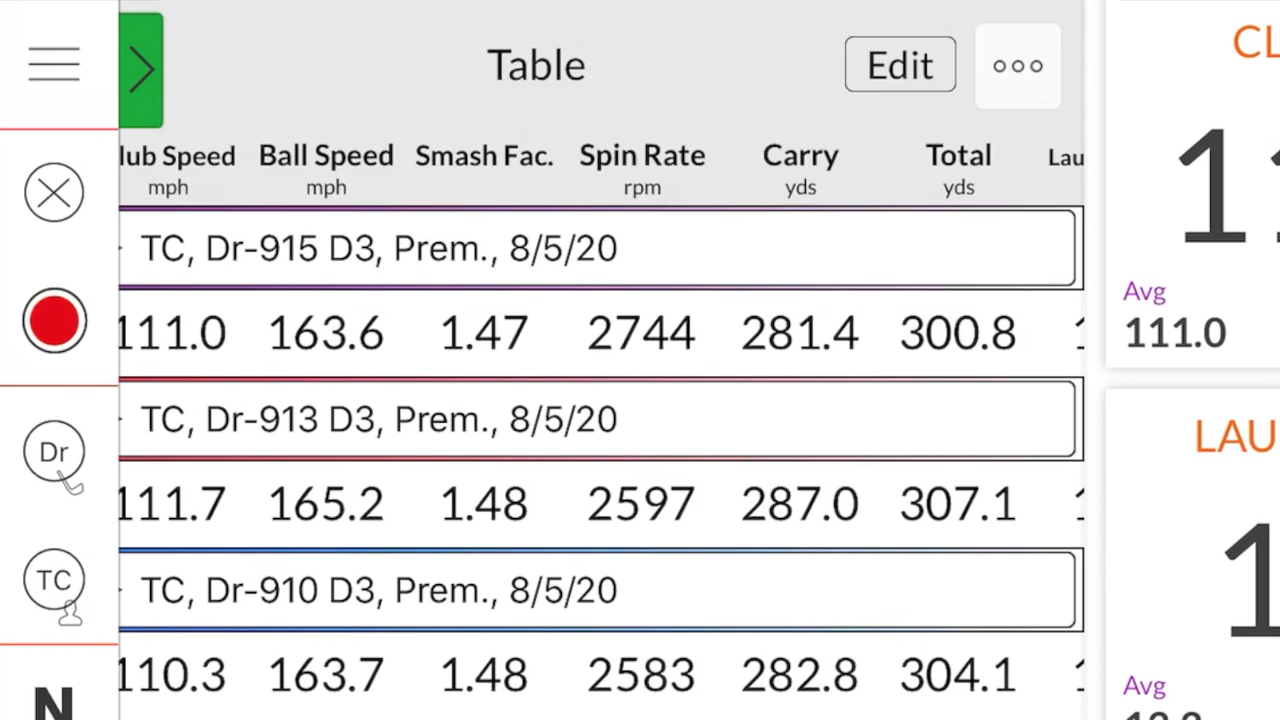 Table
Edit
lub Speed Ball Speed Smash Fac. Spin Rate Carry Total Lau
mph mph rpm yds yds
TC, Dr-915 D3, Prem., 8/5/20
111.0 163.6 1.47 2744 281.4 300.8
TC, Dr-913 D3, Prem., 8/5/20
111.7 165.2 1.48 2597 287.0 307.1
TC, Dr-910 D3, Prem., 8/5/20
110.3 163.7 1.48 2583 282.8 304.1
Dr
TC
N
CL
Avg
111.0
LAU
1
Avg